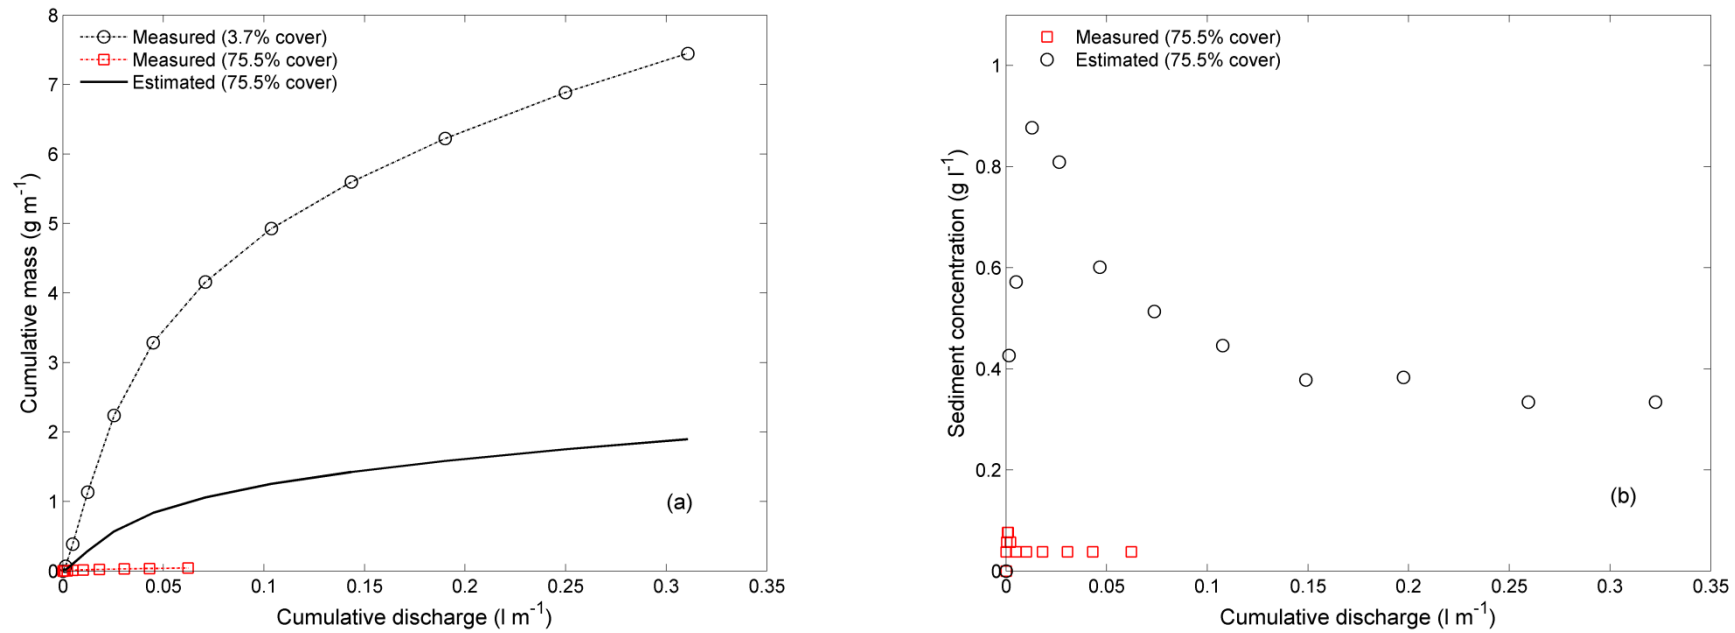 8
7
6
5
4
3
2
1
0
Cumulative mass (g m⁻¹)
Measured (3.7% cover)
Measured (75.5% cover)
Estimated (75.5% cover)
(a)
0 0.05 0.1 0.15 0.2 0.25 0.3 0.35
Cumulative discharge (l m⁻¹)
1
0.8
0.6
0.4
0.2
0
Sediment concentration (g l⁻¹)
Measured (75.5% cover)
Estimated (75.5% cover)
(b)
0 0.05 0.1 0.15 0.2 0.25 0.3 0.35
Cumulative discharge (l m⁻¹)